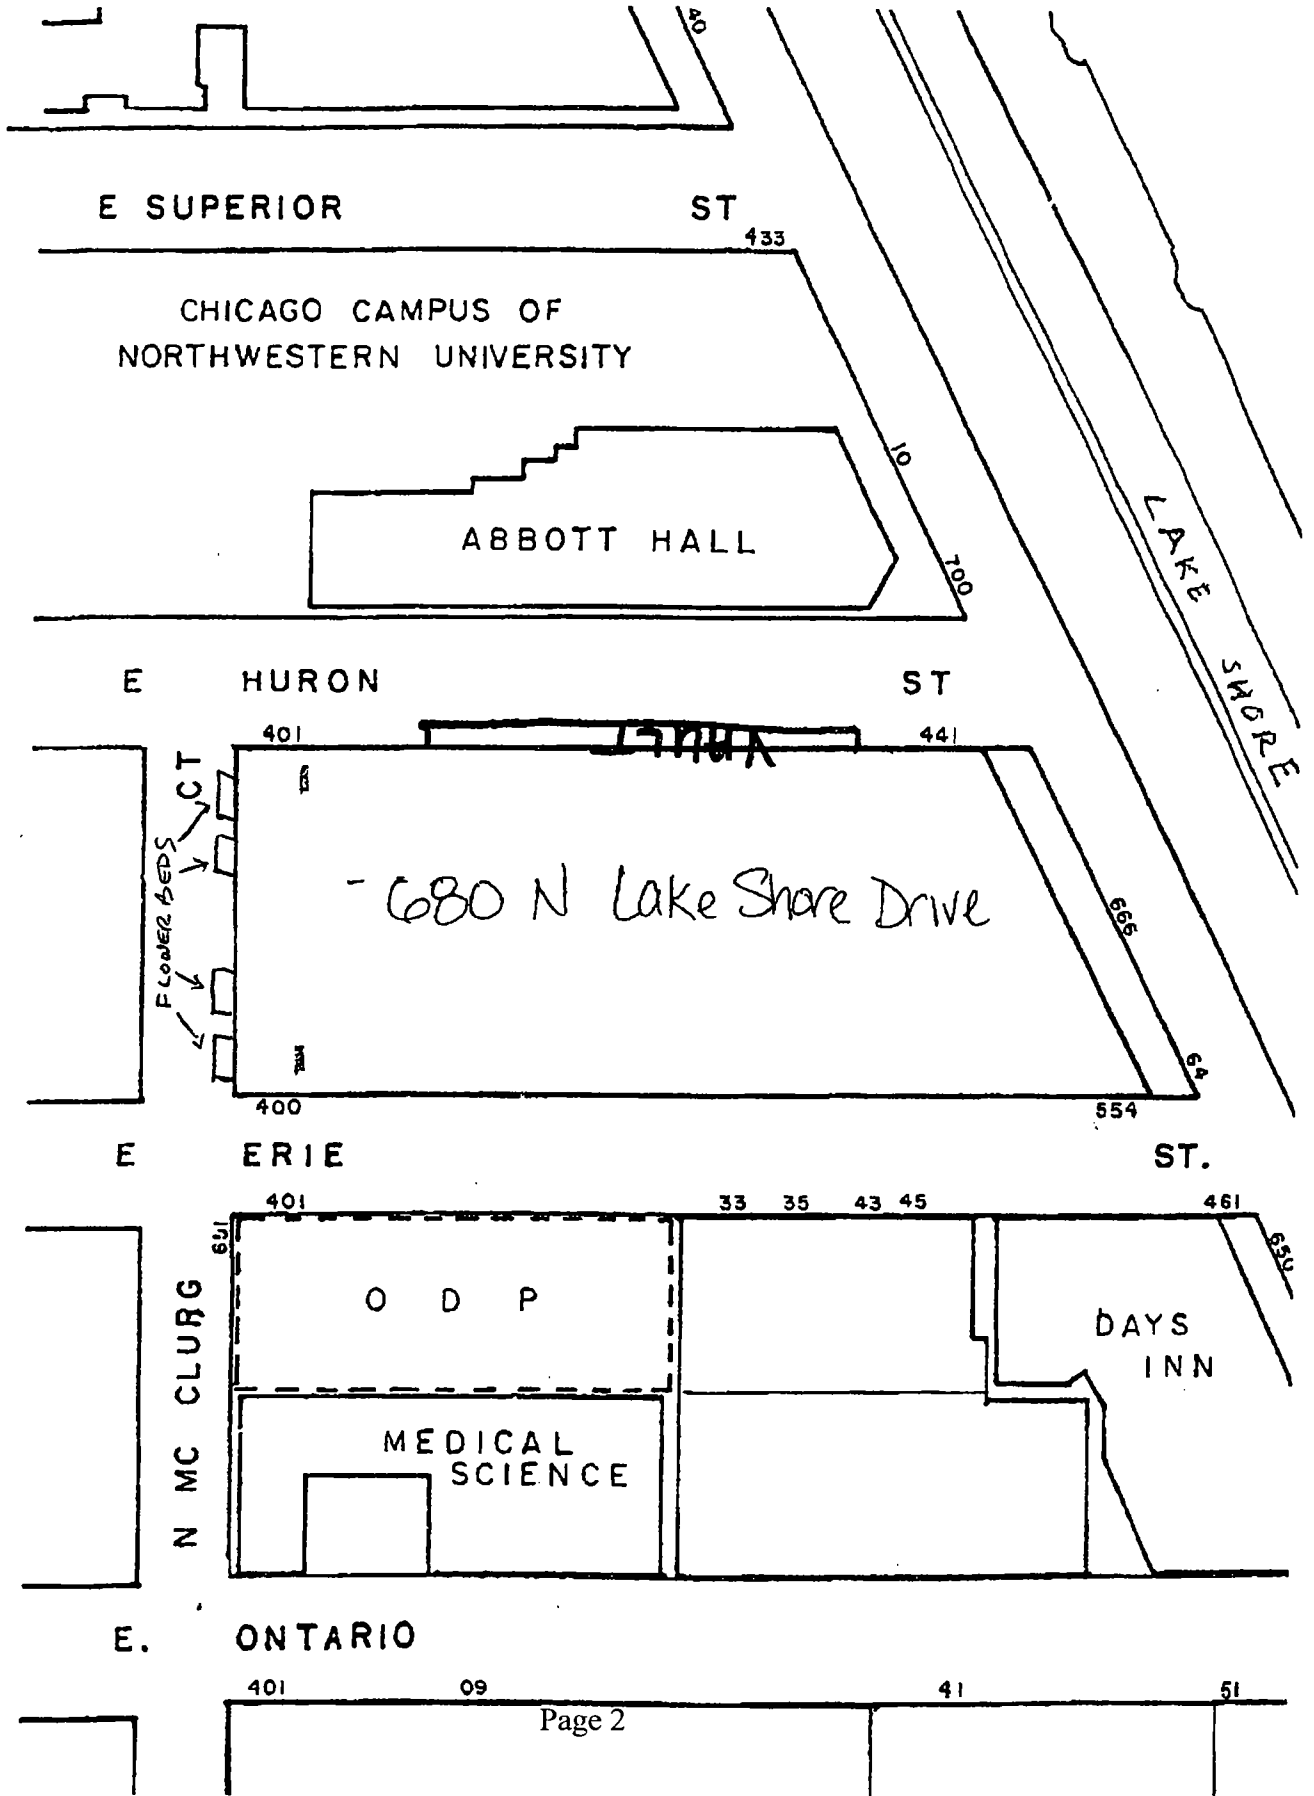 40
E SUPERIOR ST
433
CHICAGO CAMPUS OF
NORTHWESTERN UNIVERSITY
10
ABBOTT HALL
700
LAKE SHORE
E HURON ST
401
VAUL
441
CT
FLOWER BEDS
-680 N Lake Shore Drive
666
64
400
554
E ERIE ST.
401
33 35 43 45
461
651
650
O D P
DAYS
INN
N MC CLURG
MEDICAL
SCIENCE
E. ONTARIO
401 09 41 51
Page 2